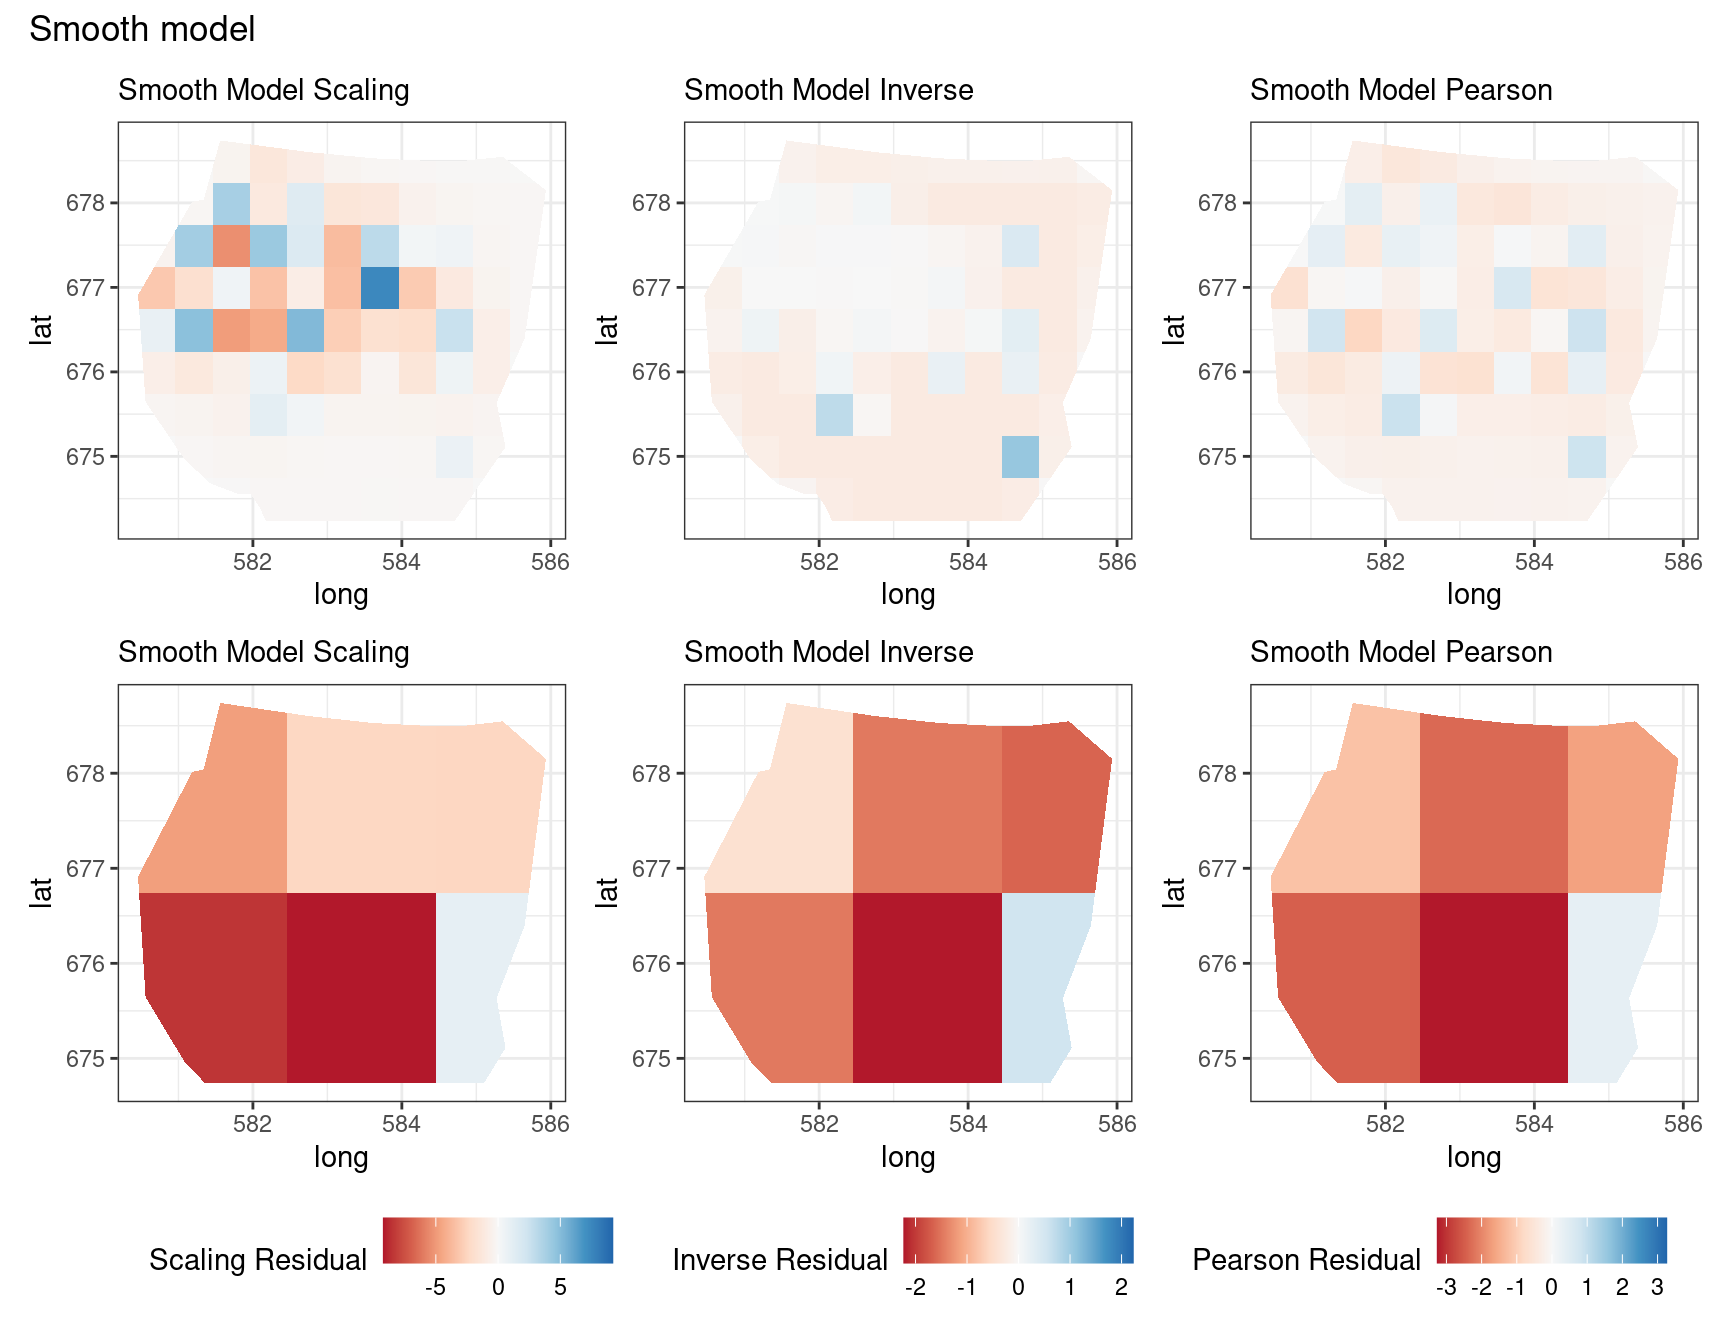 Smooth model
Smooth Model Scaling
Smooth Model Inverse
Smooth Model Pearson
678
677
676
675
lat
582
584
586
long
678
677
676
675
lat
582
584
586
long
678
677
676
675
lat
582
584
586
long
Smooth Model Scaling
Smooth Model Inverse
Smooth Model Pearson
678
677
676
675
lat
582
584
586
long
678
677
676
675
lat
582
584
586
long
678
677
676
675
lat
582
584
586
long
Scaling Residual
-5 0 5
Inverse Residual
-2 -1 0 1 2
Pearson Residual
-3 -2 -1 0 1 2 3